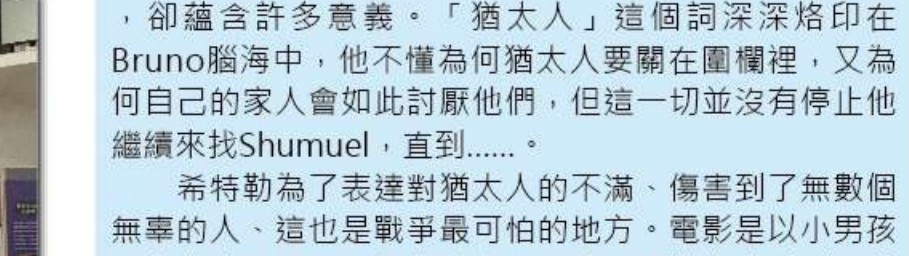 ，卻蘊含許多意義。「猶太人」這個詞深深烙印在
Bruno腦海中，他不懂為何猶太人要關在圍欄裡，又為
何自己的家人會如此討厭他們，但這一切並沒有停止他
繼續來找Shumuel，直到......。
希特勒為了表達對猶太人的不滿、傷害到了無數個
無辜的人、這也是戰爭最可怕的地方。電影是以小男孩